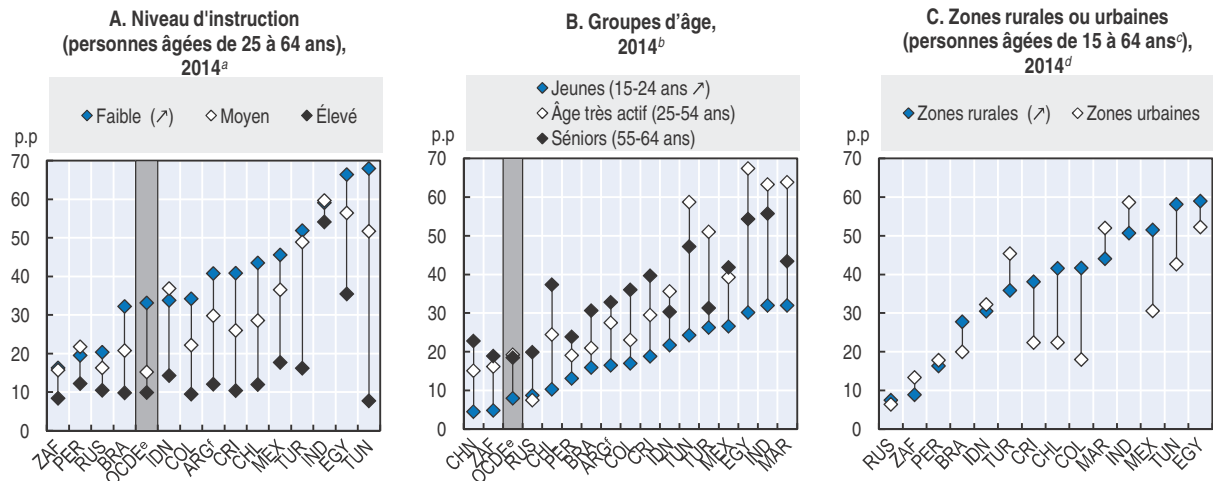 A. Niveau d'instruction
(personnes âgées de 25 à 64 ans),
2014a
Faible (↗) Moyen Élevé
p.p
70
60
50
40
30
20
10
0
ZAF PER RUS BRA OCDEe IDN COL ARGf CRI CHL MEX TUR IND EGY TUN
B. Groupes d’âge,
2014b
Jeunes (15-24 ans ↗)
Âge très actif (25-54 ans)
Séniors (55-64 ans)
p.p
70
60
50
40
30
20
10
0
CHN ZAF OCDEe RUS CHL PER BRA ARGf COL CRI IDN TUN TUR MEX EGY IND MAR
C. Zones rurales ou urbaines
(personnes âgées de 15 à 64 ansc),
2014d
Zones rurales (↗) Zones urbaines
p.p
70
60
50
40
30
20
10
0
RUS ZAF PER BRA IDN TUR CRI CHL COL MAR IND MEX TUN EGY